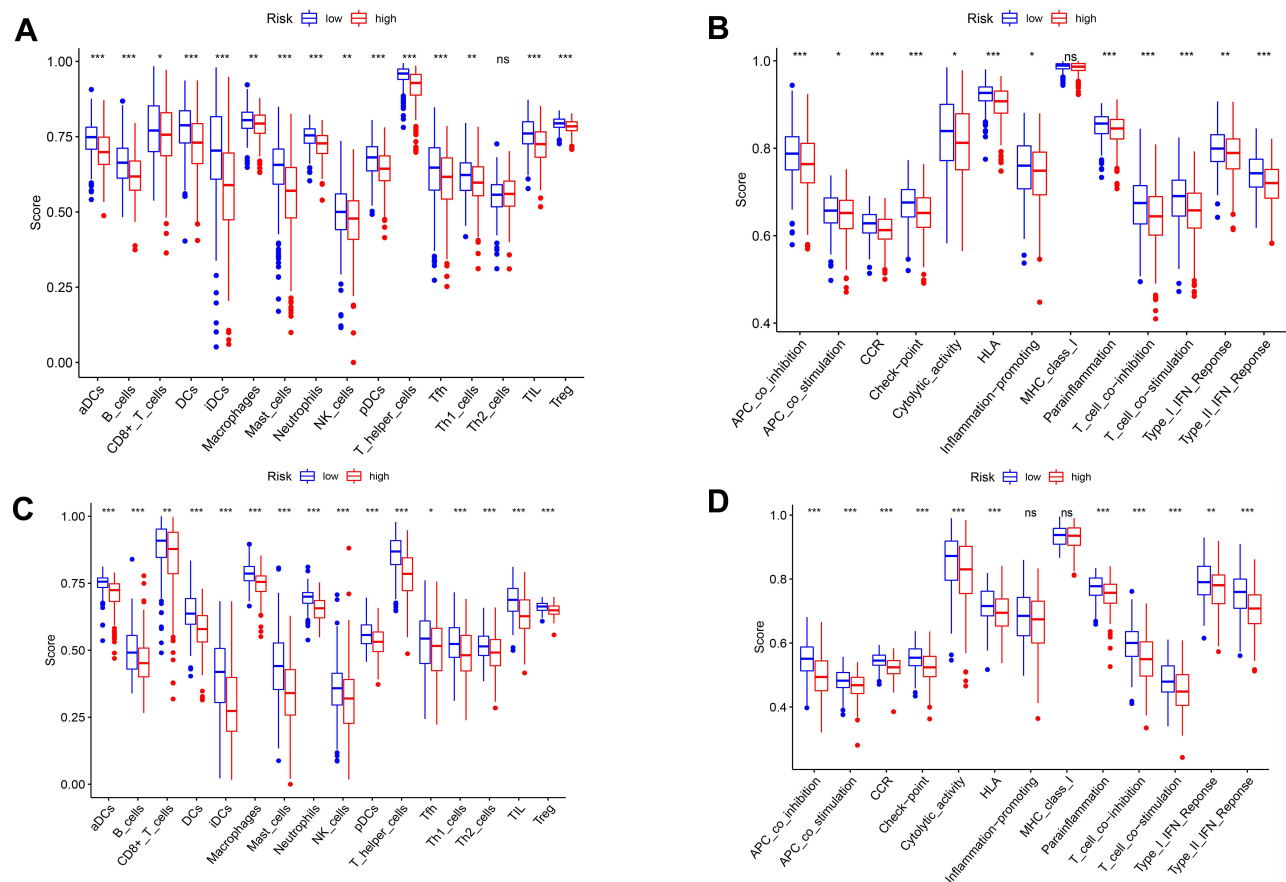 A
Risk low high
*** *** * *** *** ** *** *** ** *** *** *** ** ns *** ***
Score
1.00
0.75
0.50
0.25
0.00
aDCs
B_cells
CD8+_T_cells
DCs
iDCs
Macrophages
Mast_cells
Neutrophils
NK_cells
pDCs
T_helper_cells
Tfh
Th1_cells
Th2_cells
TIL
Treg
B
Risk low high
*** * *** *** * *** * ns *** *** *** ** ***
Score
1.0
0.8
0.6
0.4
APC_co_inhibition
APC_co_stimulation
CCR
Check-point
Cytolytic_activity
HLA
Inflammation-promoting
MHC_class_I
Parainflammation
T_cell_co-inhibition
T_cell_co-stimulation
Type_I_IFN_Reponse
Type_II_IFN_Reponse
C
Risk low high
*** *** ** *** *** *** *** *** *** *** *** * *** *** *** ***
Score
1.00
0.75
0.50
0.25
0.00
aDCs
B_cells
CD8+_T_cells
DCs
iDCs
Macrophages
Mast_cells
Neutrophils
NK_cells
pDCs
T_helper_cells
Tfh
Th1_cells
Th2_cells
TIL
Treg
D
Risk low high
*** *** *** *** *** *** ns ns *** *** *** ** ***
Score
1.0
0.8
0.6
0.4
APC_co_inhibition
APC_co_stimulation
CCR
Check-point
Cytolytic_activity
HLA
Inflammation-promoting
MHC_class_I
Parainflammation
T_cell_co-inhibition
T_cell_co-stimulation
Type_I_IFN_Reponse
Type_II_IFN_Reponse